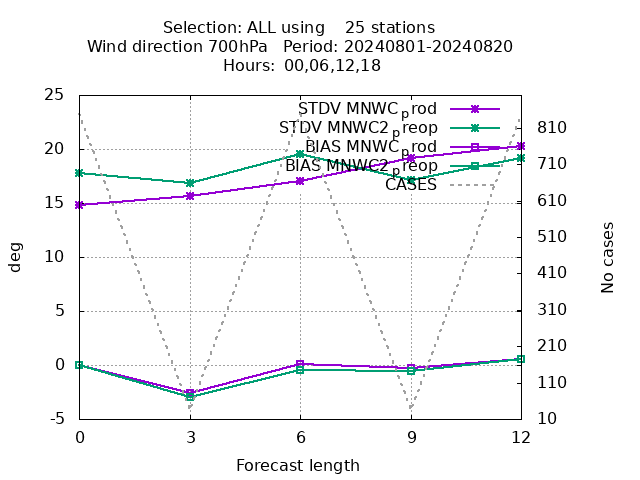 Selection: ALL using    25 stations
Wind direction 700hPa   Period: 20240801-20240820
Hours: 00,06,12,18
STDV MNWC_prod
STDV MNWC2_preop
BIAS MNWC_prod
BIAS MNWC2_preop
CASES
25
20
15
10
5
0
-5
deg
810
710
610
510
410
310
210
110
10
No cases
0 3 6 9 12
Forecast length